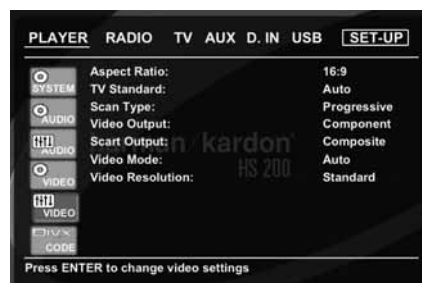 PLAYER RADIO TV AUX D. IN USB SET-UP
SYSTEM
AUDIO
AUDIO
VIDEO
VIDEO
DivX
CODE
Aspect Ratio: 16:9
TV Standard: Auto
Scan Type: Progressive
Video Output: Component
Scart Output: Composite
Video Mode: Auto
Video Resolution: Standard
harman/kardon
HS 200
Press ENTER to change video settings